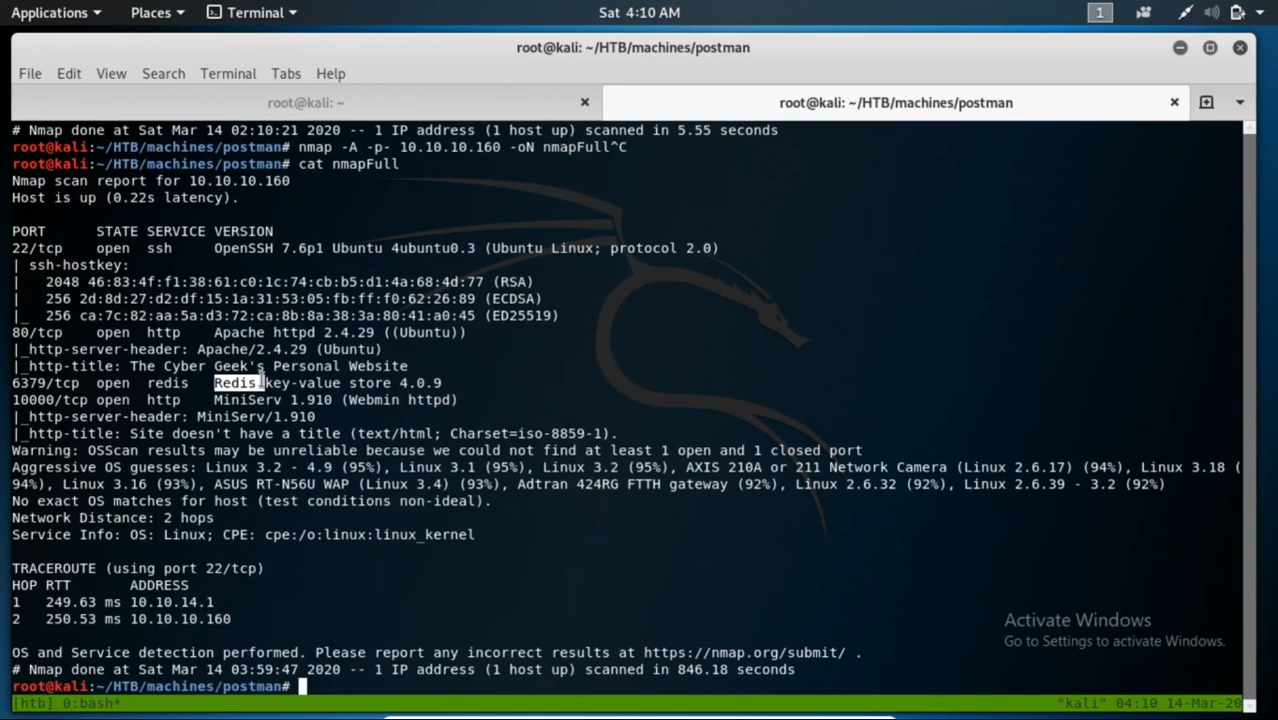 Applications Places Terminal Sat 4:10 AM 1
root@kali: ~/HTB/machines/postman
File Edit View Search Terminal Tabs Help
root@kali: ~ root@kali: ~/HTB/machines/postman
# Nmap done at Sat Mar 14 02:10:21 2020 -- 1 IP address (1 host up) scanned in 5.55 seconds
root@kali:~/HTB/machines/postman# nmap -A -p- 10.10.10.160 -oN nmapFull^C
root@kali:~/HTB/machines/postman# cat nmapFull
Nmap scan report for 10.10.10.160
Host is up (0.22s latency).
PORT STATE SERVICE VERSION
22/tcp open ssh OpenSSH 7.6p1 Ubuntu 4ubuntu0.3 (Ubuntu Linux; protocol 2.0)
| ssh-hostkey:
| 2048 46:83:4f:f1:38:61:c0:1c:74:cb:b5:d1:4a:68:4d:77 (RSA)
| 256 2d:8d:27:d2:df:15:1a:31:53:05:fb:ff:f0:62:26:89 (ECDSA)
|_ 256 ca:7c:82:aa:5a:d3:72:ca:8b:8a:38:3a:80:41:a0:45 (ED25519)
80/tcp open http Apache httpd 2.4.29 ((Ubuntu))
|_http-server-header: Apache/2.4.29 (Ubuntu)
|_http-title: The Cyber Geek's Personal Website
6379/tcp open redis Redis key-value store 4.0.9
10000/tcp open http MiniServ 1.910 (Webmin httpd)
|_http-server-header: MiniServ/1.910
|_http-title: Site doesn't have a title (text/html; Charset=iso-8859-1).
Warning: OSScan results may be unreliable because we could not find at least 1 open and 1 closed port
Aggressive OS guesses: Linux 3.2 - 4.9 (95%), Linux 3.1 (95%), Linux 3.2 (95%), AXIS 210A or 211 Network Camera (Linux 2.6.17) (94%), Linux 3.18 (
94%), Linux 3.16 (93%), ASUS RT-N56U WAP (Linux 3.4) (93%), Adtran 424RG FTTH gateway (92%), Linux 2.6.32 (92%), Linux 2.6.39 - 3.2 (92%)
No exact OS matches for host (test conditions non-ideal).
Network Distance: 2 hops
Service Info: OS: Linux; CPE: cpe:/o:linux:linux_kernel
TRACEROUTE (using port 22/tcp)
HOP RTT ADDRESS
1 249.63 ms 10.10.14.1
2 250.53 ms 10.10.10.160
Activate Windows
Go to Settings to activate Windows.
OS and Service detection performed. Please report any incorrect results at https://nmap.org/submit/ .
# Nmap done at Sat Mar 14 03:59:47 2020 -- 1 IP address (1 host up) scanned in 846.18 seconds
root@kali:~/HTB/machines/postman#
[htb] 0:bash* "kali" 04:10 14-Mar-20